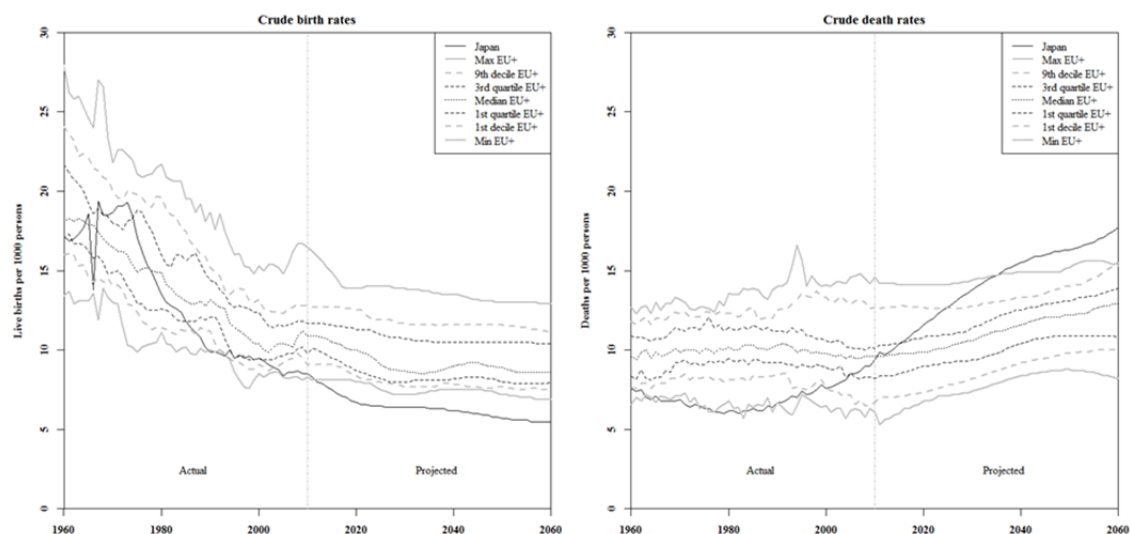 Crude birth rates
30
25
20
15
10
5
0
Live births per 1000 persons
Japan
Max EU+
9th decile EU+
3rd quartile EU+
Median EU+
1st quartile EU+
1st decile EU+
Min EU+
Actual
Projected
1960
1980
2000
2020
2040
2060
Crude death rates
30
25
20
15
10
5
0
Deaths per 1000 persons
Japan
Max EU+
9th decile EU+
3rd quartile EU+
Median EU+
1st quartile EU+
1st decile EU+
Min EU+
Actual
Projected
1960
1980
2000
2020
2040
2060